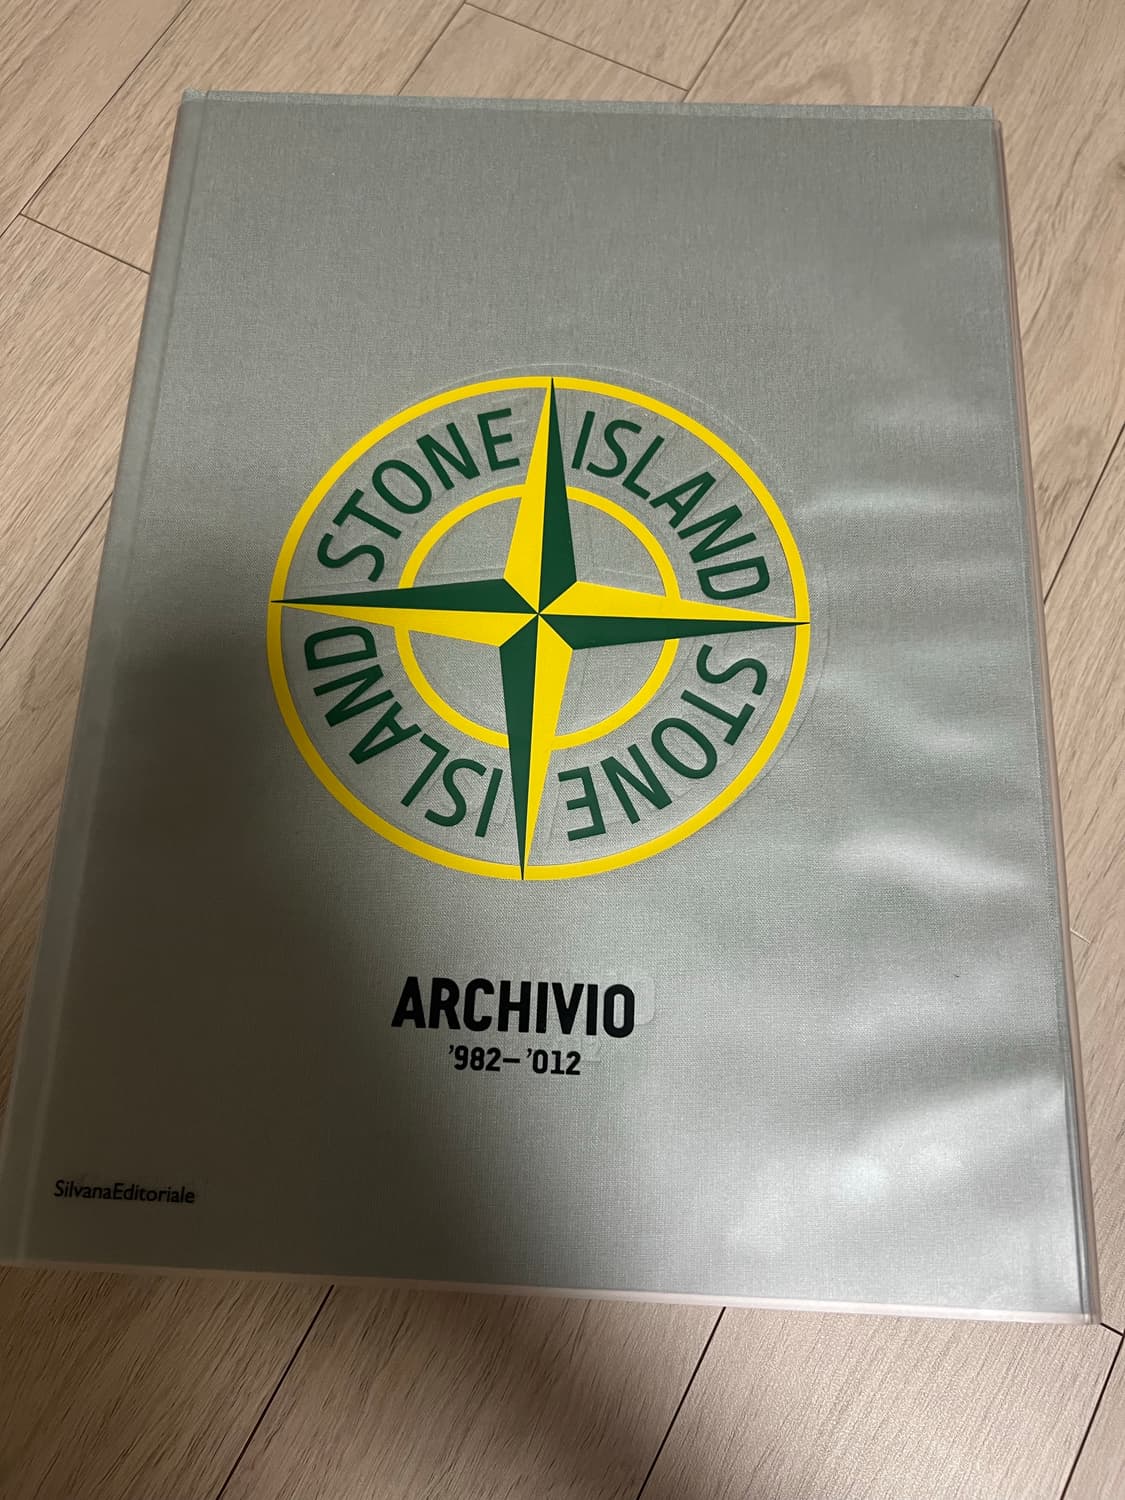 STONE ISLAND STONE ISLAND
ARCHIVIO
’982–’012
SilvanaEditoriale